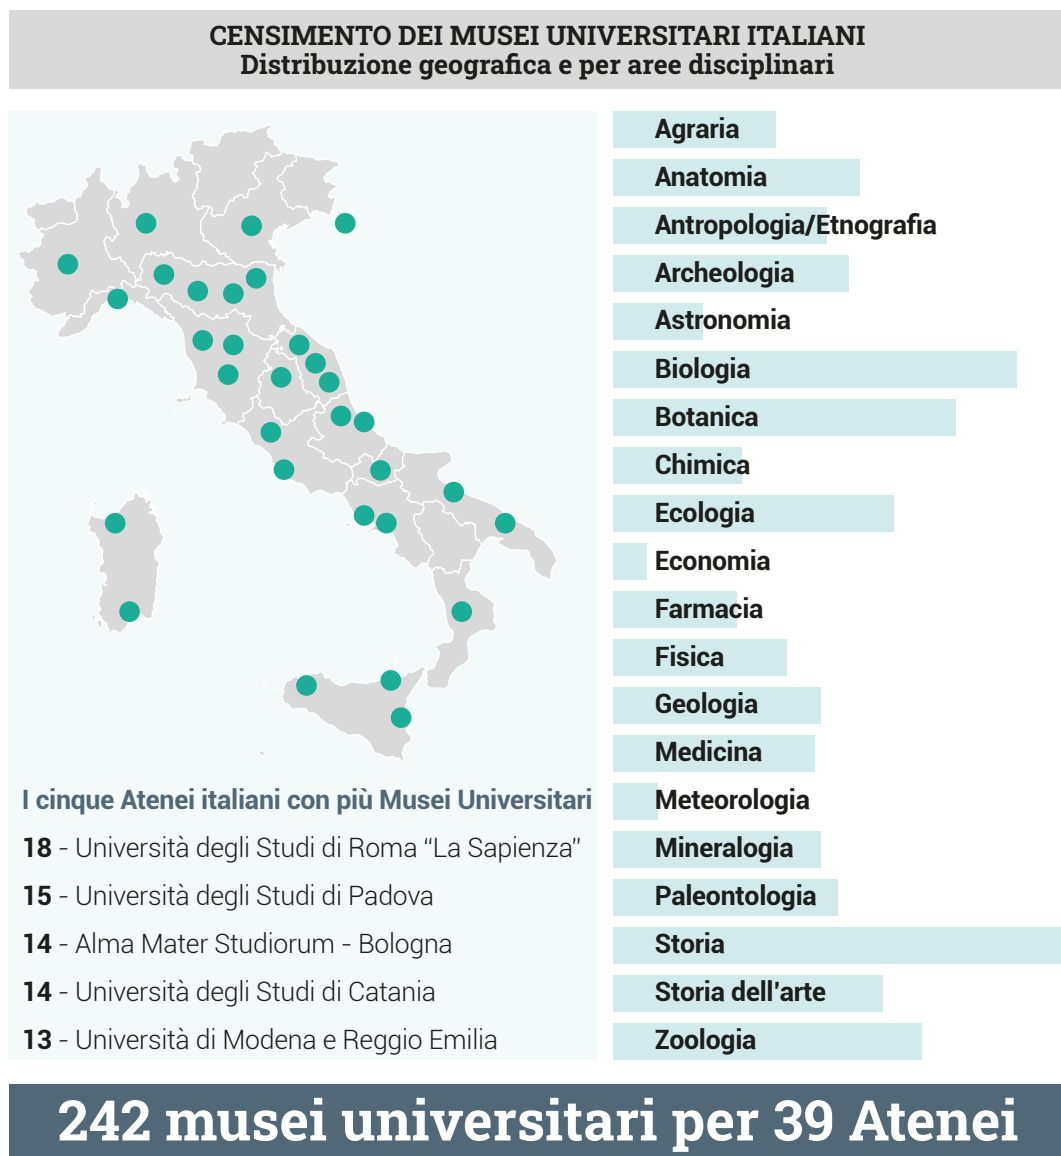 CENSIMENTO DEI MUSEI UNIVERSITARI ITALIANI
Distribuzione geografica e per aree disciplinari
I cinque Atenei italiani con più Musei Universitari
18 - Università degli Studi di Roma “La Sapienza”
15 - Università degli Studi di Padova
14 - Alma Mater Studiorum - Bologna
14 - Università degli Studi di Catania
13 - Università di Modena e Reggio Emilia
Agraria
Anatomia
Antropologia/Etnografia
Archeologia
Astronomia
Biologia
Botanica
Chimica
Ecologia
Economia
Farmacia
Fisica
Geologia
Medicina
Meteorologia
Mineralogia
Paleontologia
Storia
Storia dell'arte
Zoologia
242 musei universitari per 39 Atenei